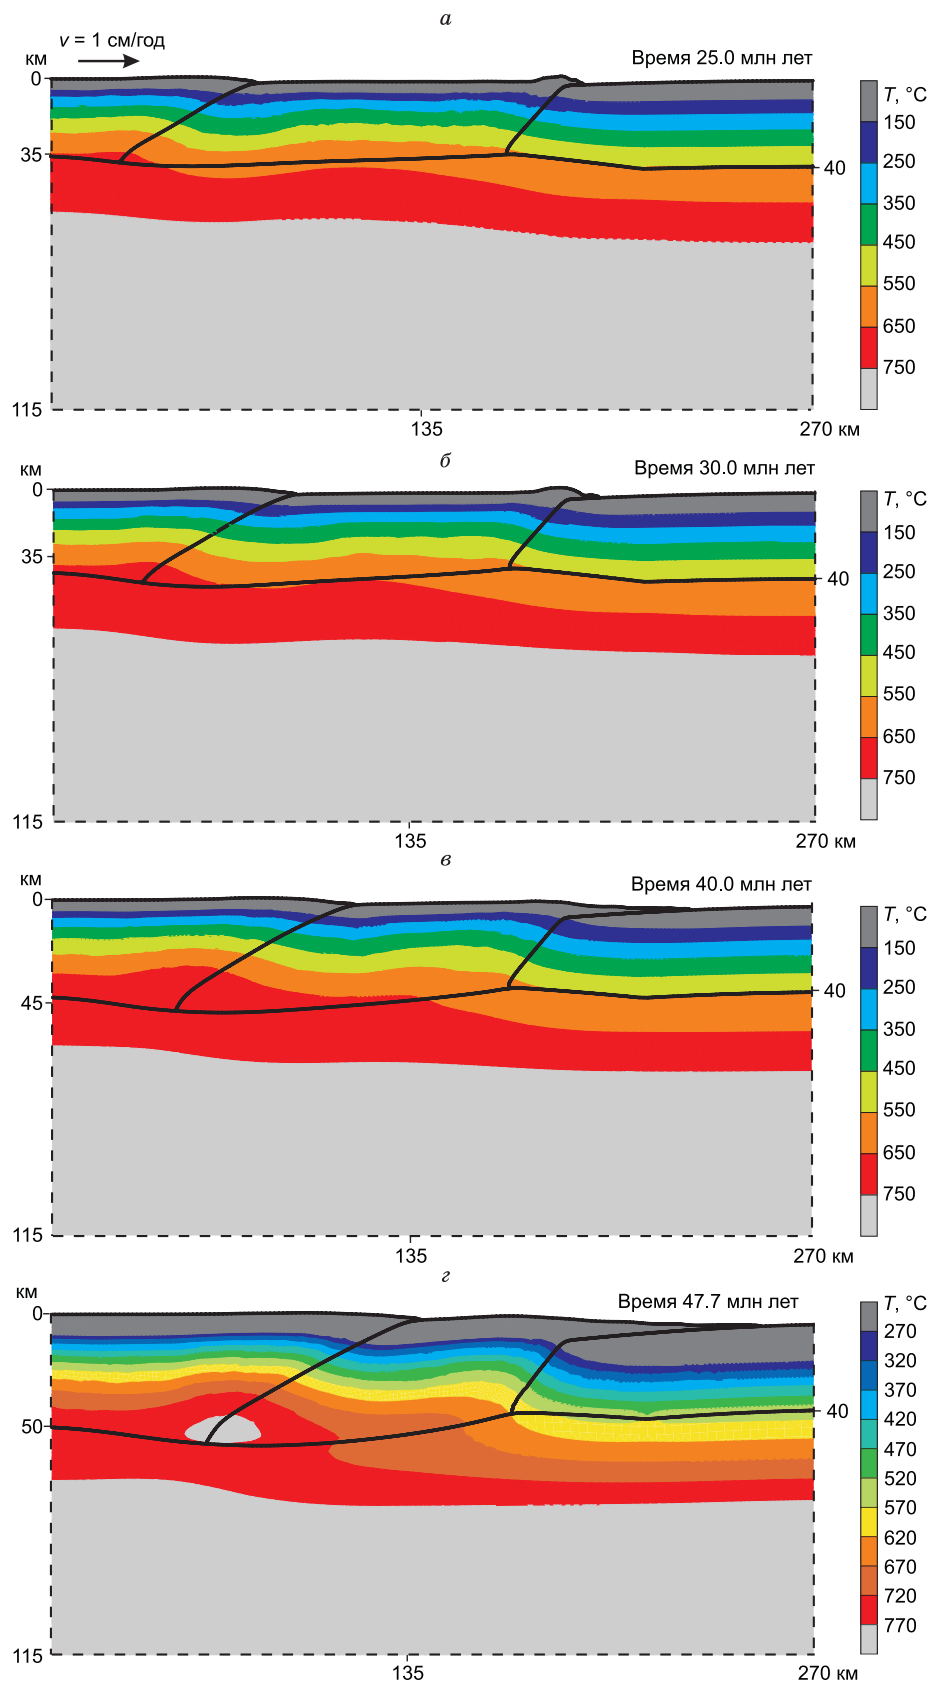 а
v = 1 см/год
км
Время 25.0 млн лет
0
T, °C
150
250
35
40
350
450
550
650
750
115
135
270 км
б
км
Время 30.0 млн лет
0
T, °C
150
35
250
40
350
450
550
650
750
115
135
270 км
в
км
Время 40.0 млн лет
0
T, °C
150
250
40
45
350
450
550
650
750
115
135
270 км
г
км
Время 47.7 млн лет
0
T, °C
270
320
370
40
420
50
470
520
570
620
670
720
770
115
135
270 км